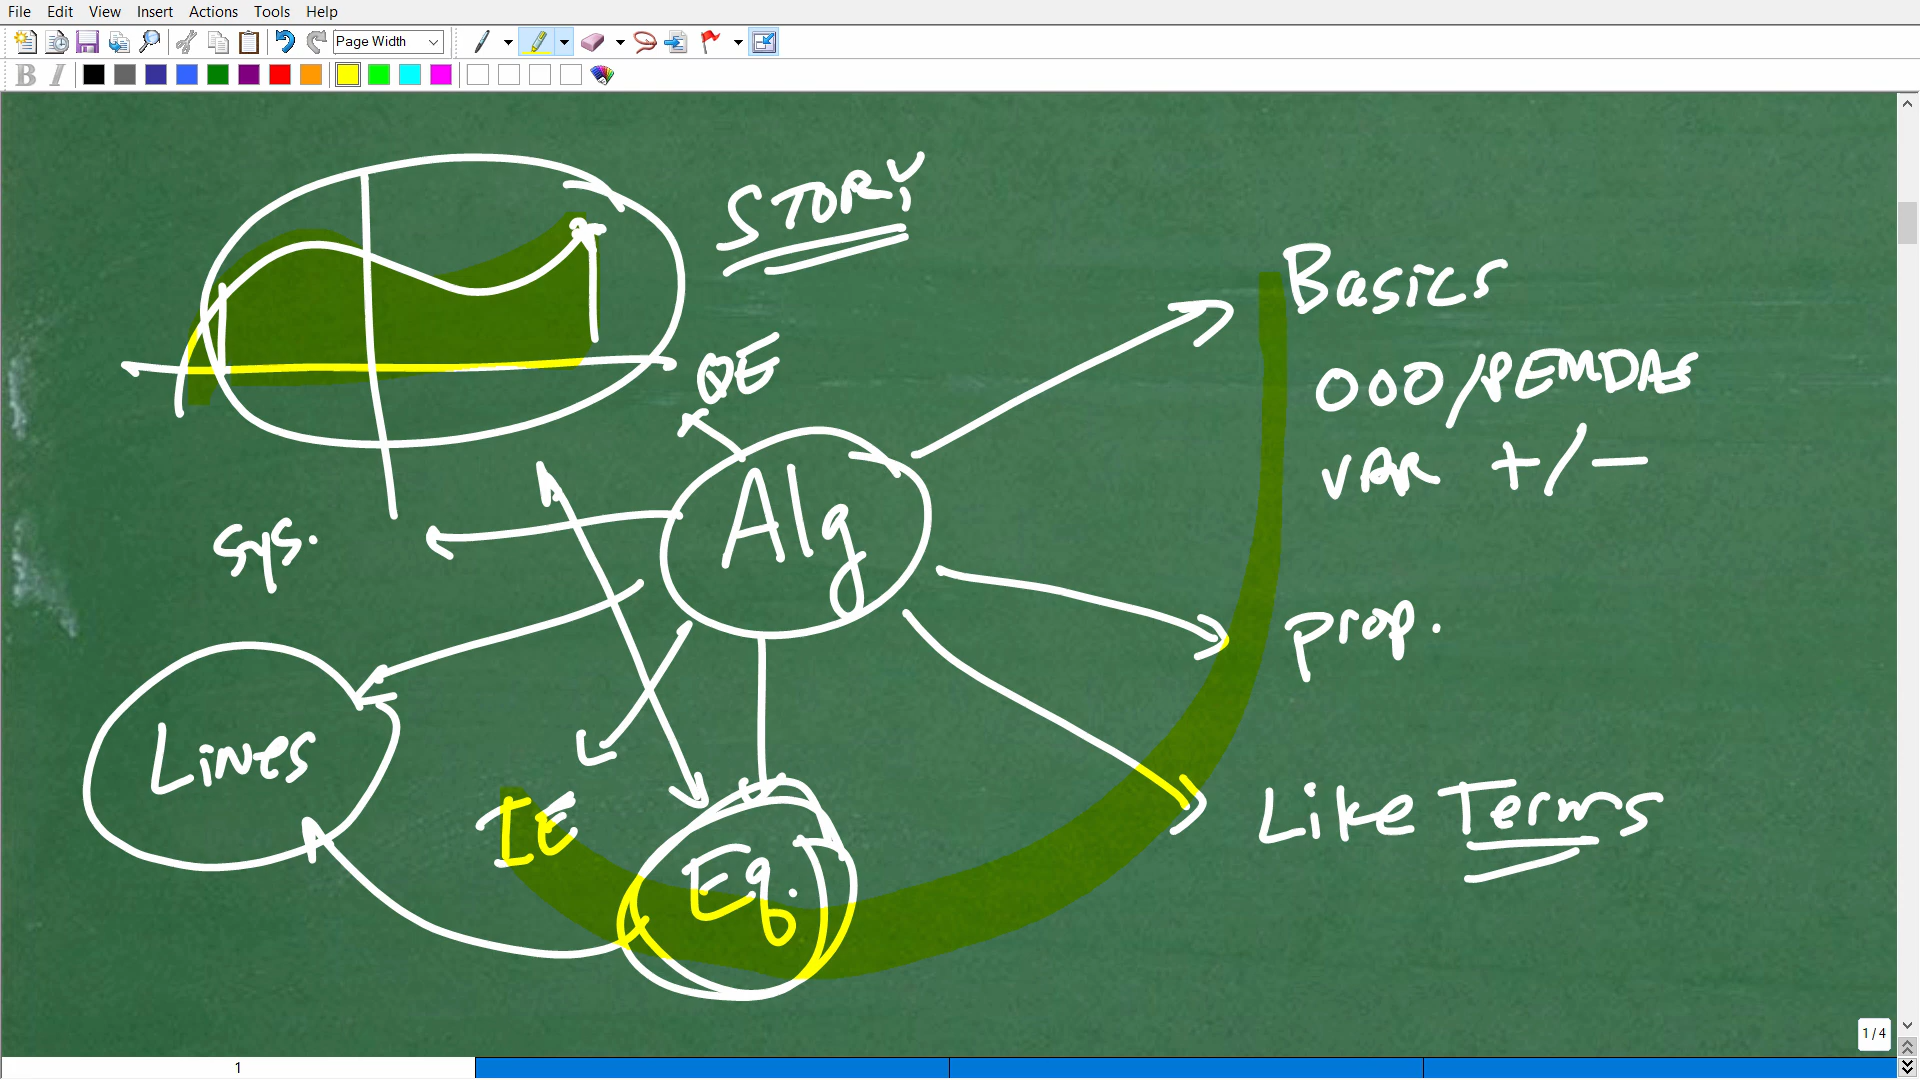 File Edit View Insert Actions Tools Help
Page Width
B I
STORY
Basics
QE
OOO/PEMDAS
VAR +/-
Alg
Sys.
prop.
Lines
IE
Like Terms
Eq.
1/4
1